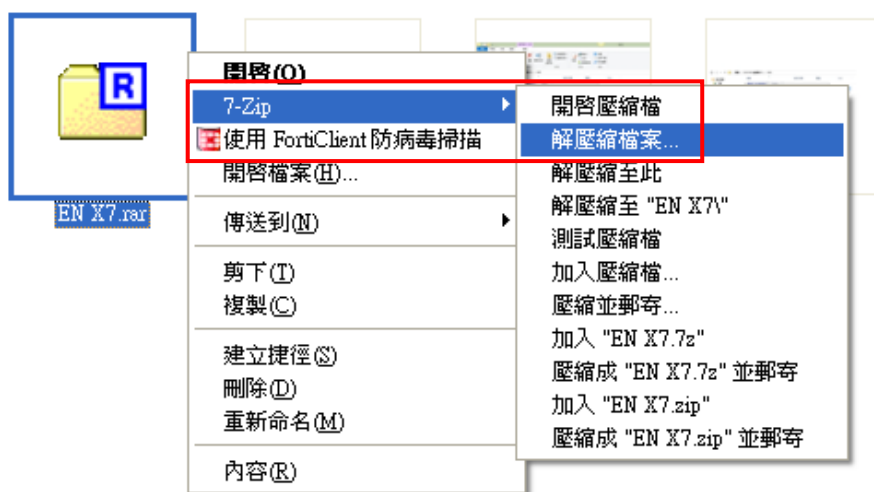 R
EN X7.rar
開啓(O)
7-Zip
使用 FortiClient 防病毒掃描
開啓檔案(H)...
傳送到(N)
剪下(T)
複製(C)
建立捷徑(S)
刪除(D)
重新命名(M)
內容(R)
開啓壓縮檔
解壓縮檔案...
解壓縮至此
解壓縮至 "EN X7\"
測試壓縮檔
加入壓縮檔...
壓縮並郵寄...
加入 "EN X7.7z"
壓縮成 "EN X7.7z" 並郵寄
加入 "EN X7.zip"
壓縮成 "EN X7.zip" 並郵寄